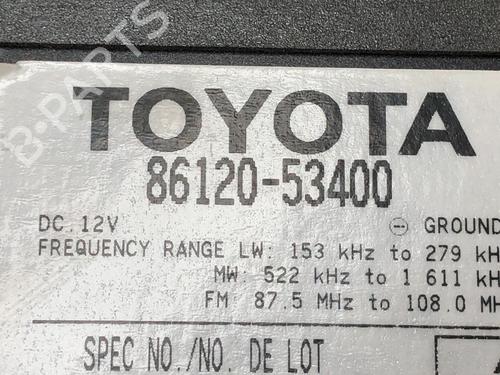 TOYOTA
86120-53400
DC. 12V ⊖ GROUND
FREQUENCY RANGE LW: 153 kHz to 279 kH
MW: 522 kHz to 1 611 kH
FM 87.5 MHz to 108.0 MH
SPEC NO./NO. DE LOT
B-PARTS